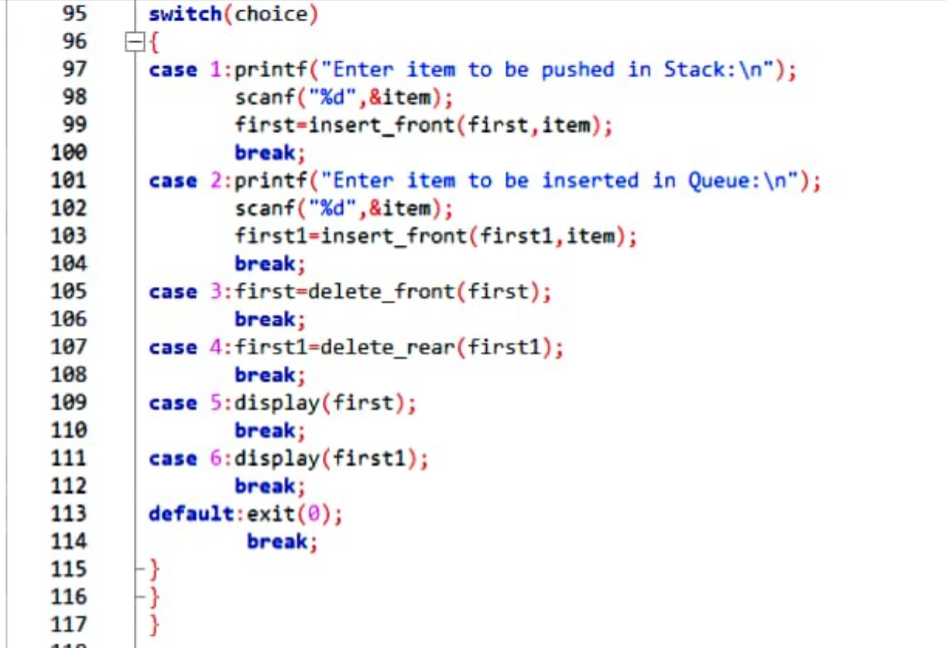 95 switch(choice)
96 {
97 case 1:printf("Enter item to be pushed in Stack:\n");
98 scanf("%d",&item);
99 first=insert_front(first,item);
100 break;
101 case 2:printf("Enter item to be inserted in Queue:\n");
102 scanf("%d",&item);
103 first1=insert_front(first1,item);
104 break;
105 case 3:first=delete_front(first);
106 break;
107 case 4:first1=delete_rear(first1);
108 break;
109 case 5:display(first);
110 break;
111 case 6:display(first1);
112 break;
113 default:exit(0);
114 break;
115 }
116 }
117 }